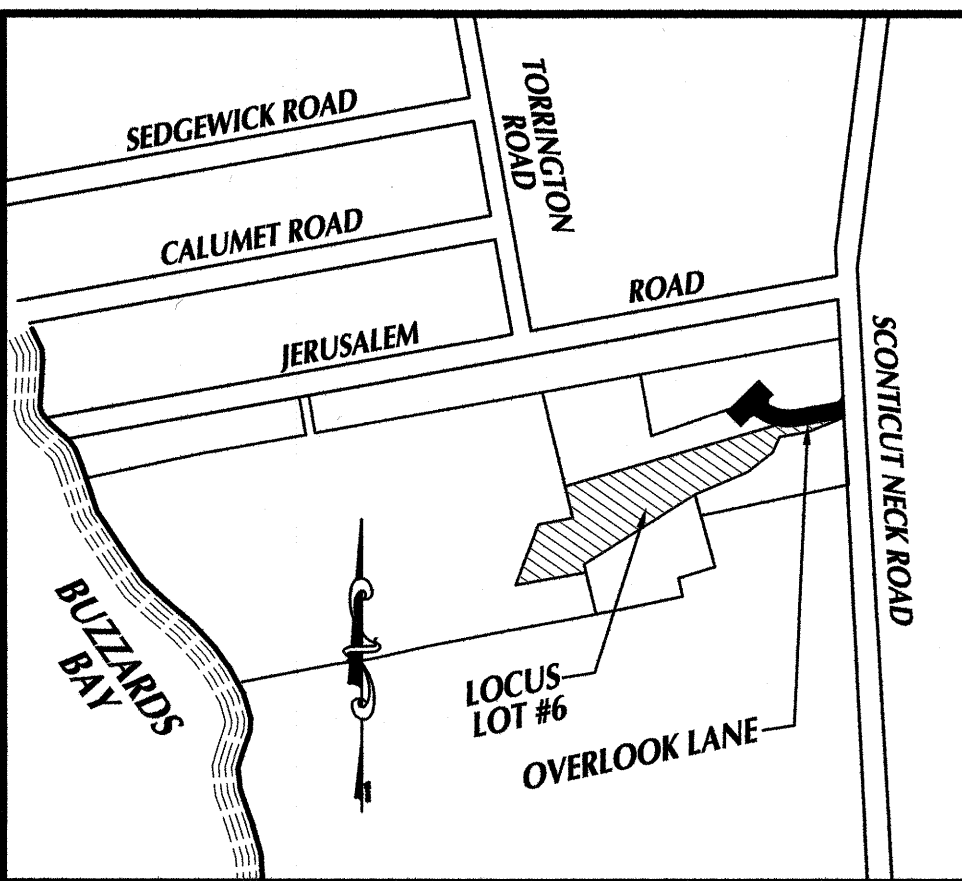 SEDGEWICK ROAD
TORRINGTON
ROAD
CALUMET ROAD
JERUSALEM ROAD
SCONTICUT NECK ROAD
BUZZARDS
BAY
LOCUS
LOT #6
OVERLOOK LANE